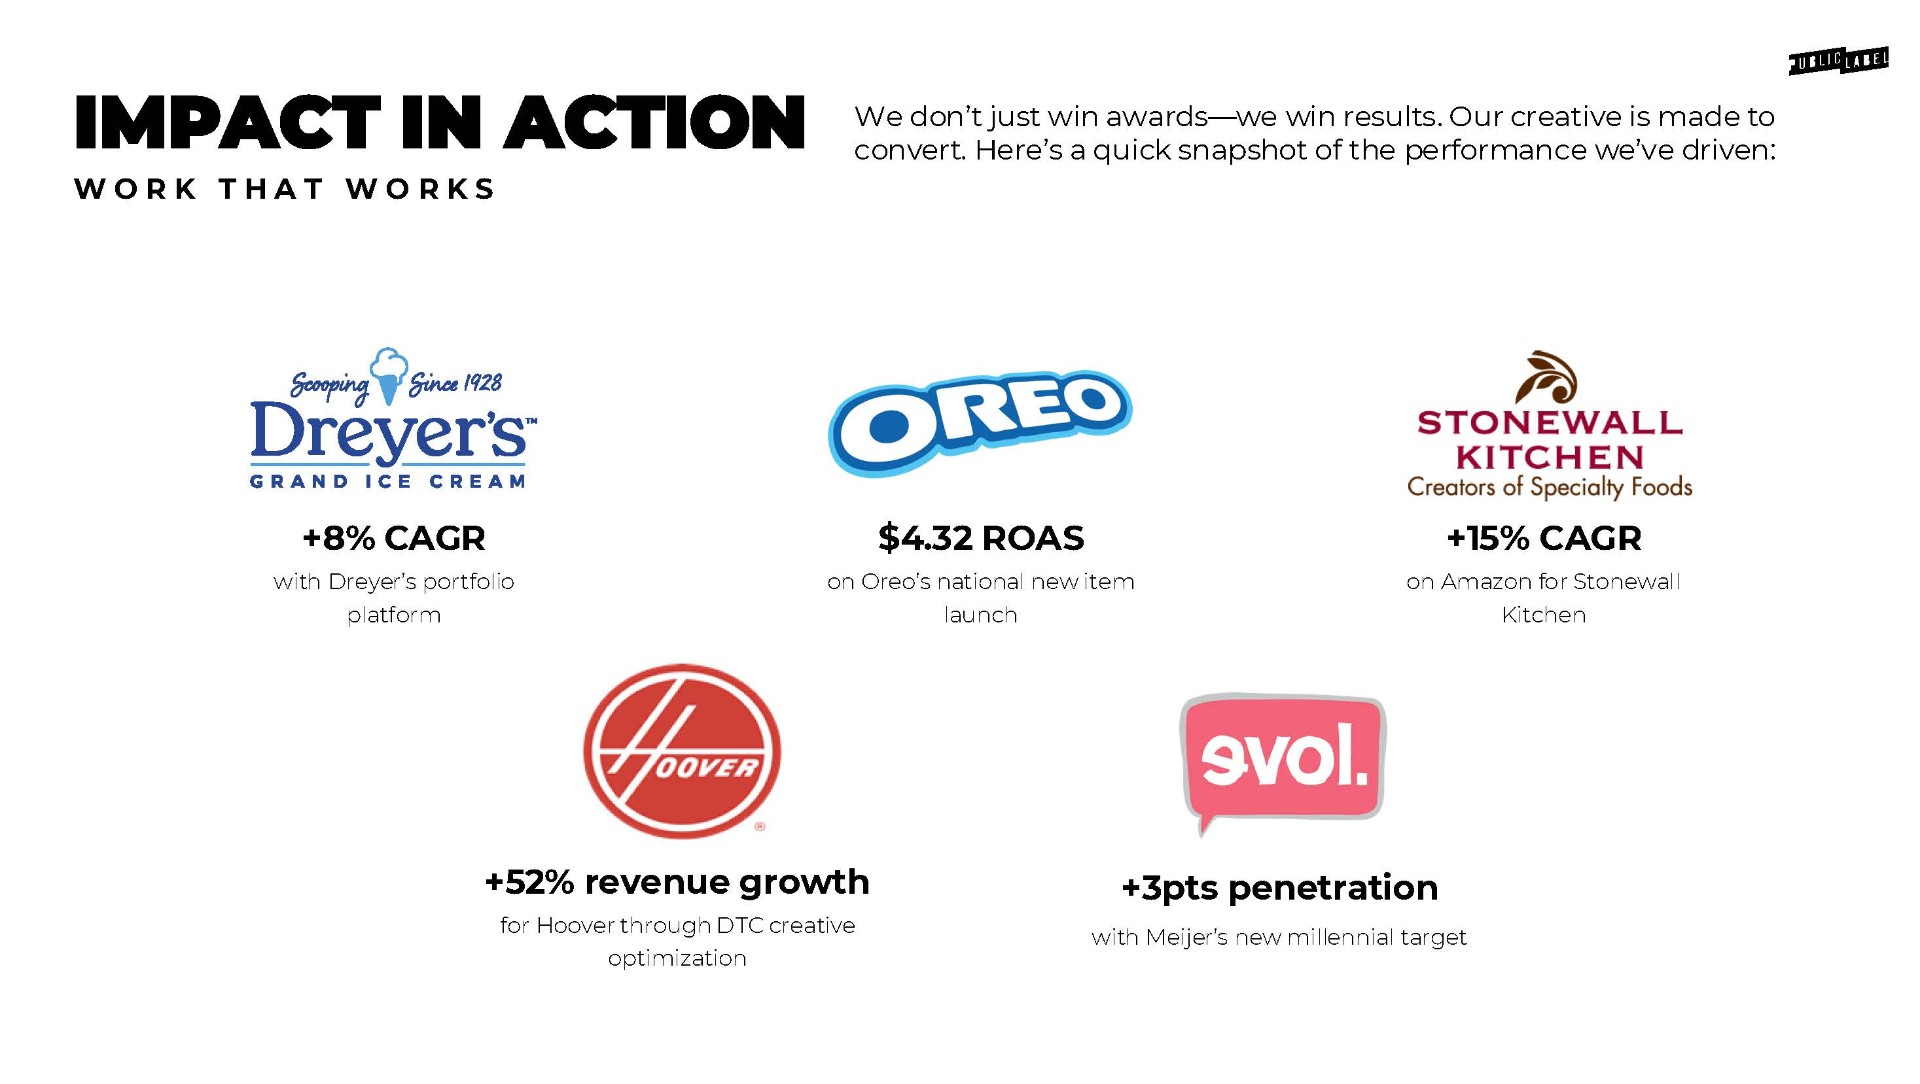 PUBLIC LABEL
IMPACT IN ACTION
WORK THAT WORKS
We don't just win awards—we win results. Our creative is made to
convert. Here's a quick snapshot of the performance we've driven:
Scooping Since 1928
Dreyer's™
GRAND ICE CREAM
+8% CAGR
with Dreyer's portfolio
platform
OREO
$4.32 ROAS
on Oreo's national new item
launch
STONEWALL
KITCHEN
Creators of Specialty Foods
+15% CAGR
on Amazon for Stonewall
Kitchen
HOOVER
®
+52% revenue growth
for Hoover through DTC creative
optimization
evol.
+3pts penetration
with Meijer's new millennial target